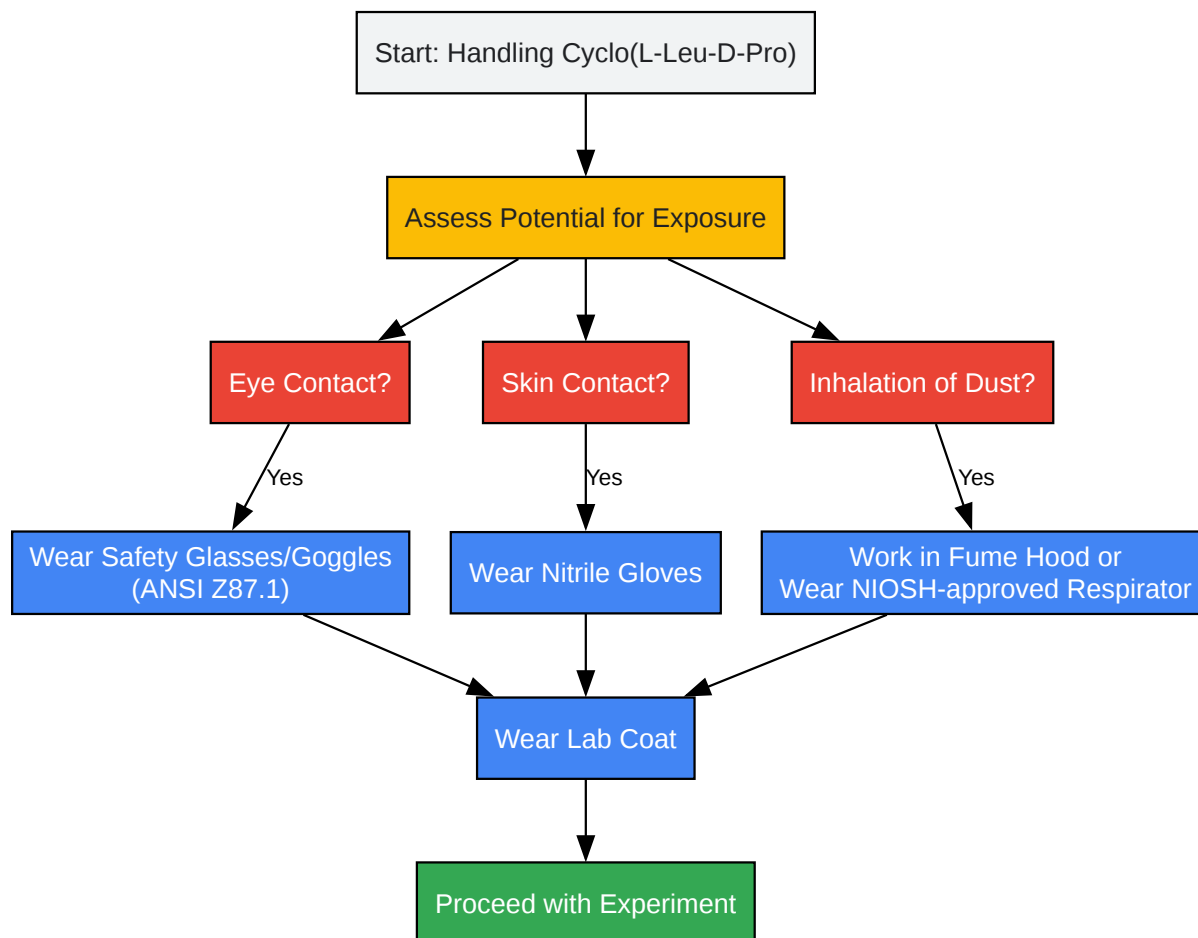 Start: Handling Cyclo(L-Leu-D-Pro)
Assess Potential for Exposure
Eye Contact?
Skin Contact?
Inhalation of Dust?
Yes
Yes
Yes
Wear Safety Glasses/Goggles
(ANSI Z87.1)
Wear Nitrile Gloves
Work in Fume Hood or
Wear NIOSH-approved Respirator
Wear Lab Coat
Proceed with Experiment